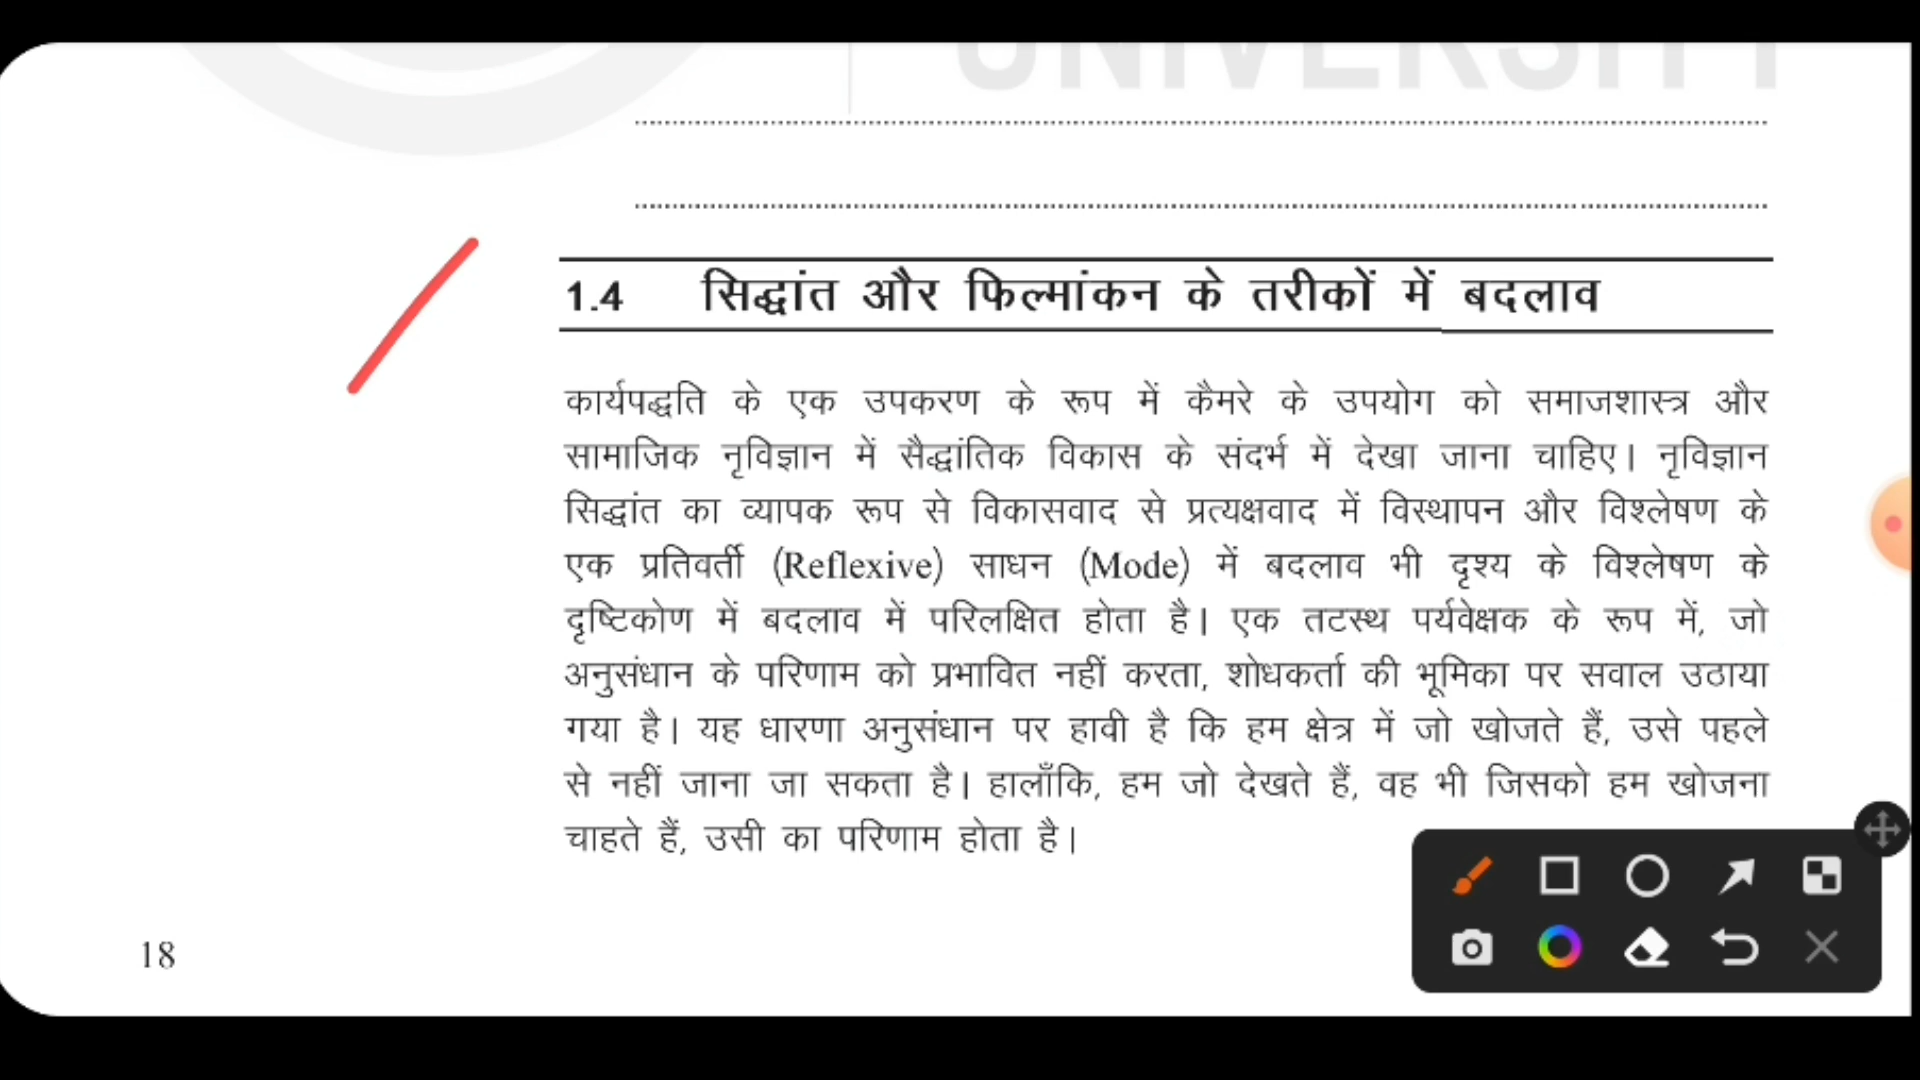 UNIVERSITY
1.4 सिद्धांत और फिल्मांकन के तरीकों में बदलाव
कार्यपद्धति के एक उपकरण के रूप में कैमरे के उपयोग को समाजशास्त्र और
सामाजिक नृविज्ञान में सैद्धांतिक विकास के संदर्भ में देखा जाना चाहिए। नृविज्ञान
सिद्धांत का व्यापक रूप से विकासवाद से प्रत्यक्षवाद में विस्थापन और विश्लेषण के
एक प्रतिवर्ती (Reflexive) साधन (Mode) में बदलाव भी दृश्य के विश्लेषण के
दृष्टिकोण में बदलाव में परिलक्षित होता है। एक तटस्थ पर्यवेक्षक के रूप में, जो
अनुसंधान के परिणाम को प्रभावित नहीं करता, शोधकर्ता की भूमिका पर सवाल उठाया
गया है। यह धारणा अनुसंधान पर हावी है कि हम क्षेत्र में जो खोजते हैं, उसे पहले
से नहीं जाना जा सकता है। हालाँकि, हम जो देखते हैं, वह भी जिसको हम खोजना
चाहते हैं, उसी का परिणाम होता है।
18